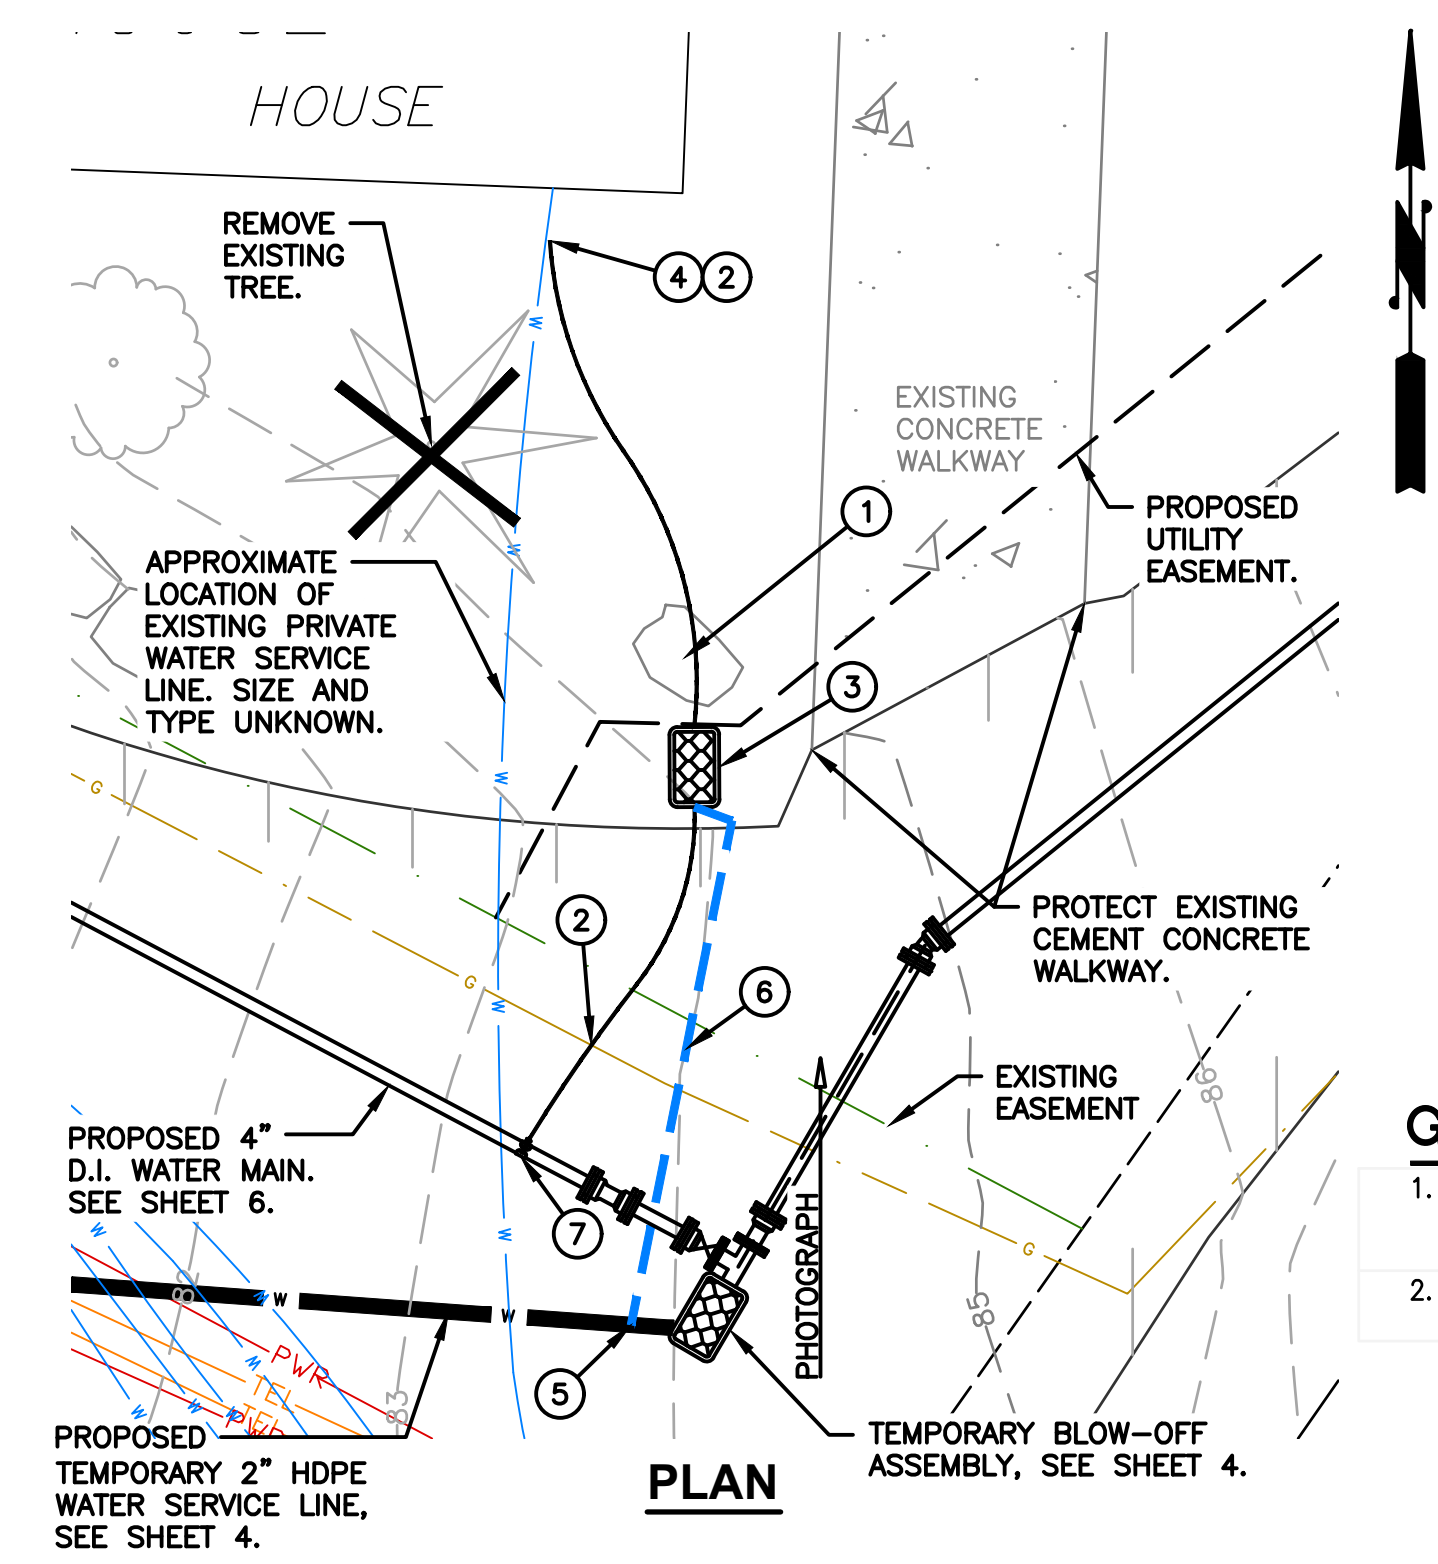 HOUSE
REMOVE
EXISTING
TREE.
4 2
W
EXISTING
CONCRETE
WALKWAY
1
PROPOSED
UTILITY
EASEMENT.
W
APPROXIMATE
LOCATION OF
EXISTING PRIVATE
WATER SERVICE
LINE. SIZE AND
TYPE UNKNOWN.
3
W
G
2
PROTECT EXISTING
CEMENT CONCRETE
WALKWAY.
G
6
W
EXISTING
EASEMENT
86
PROPOSED 4”
D.I. WATER MAIN.
SEE SHEET 6.
7
W
PHOTOGRAPH
G
G
1.
2.
W
82
W
W
85
PWR
TEL
W
5
83
W
W
W
TEL
PWR
PROPOSED
TEMPORARY 2” HDPE
WATER SERVICE LINE,
SEE SHEET 4.
TEMPORARY BLOW-OFF
ASSEMBLY, SEE SHEET 4.
PLAN